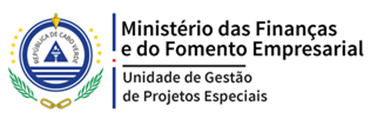 REPÚBLICA DE CABO VERDE
Ministério das Finanças
e do Fomento Empresarial
Unidade de Gestão
de Projetos Especiais